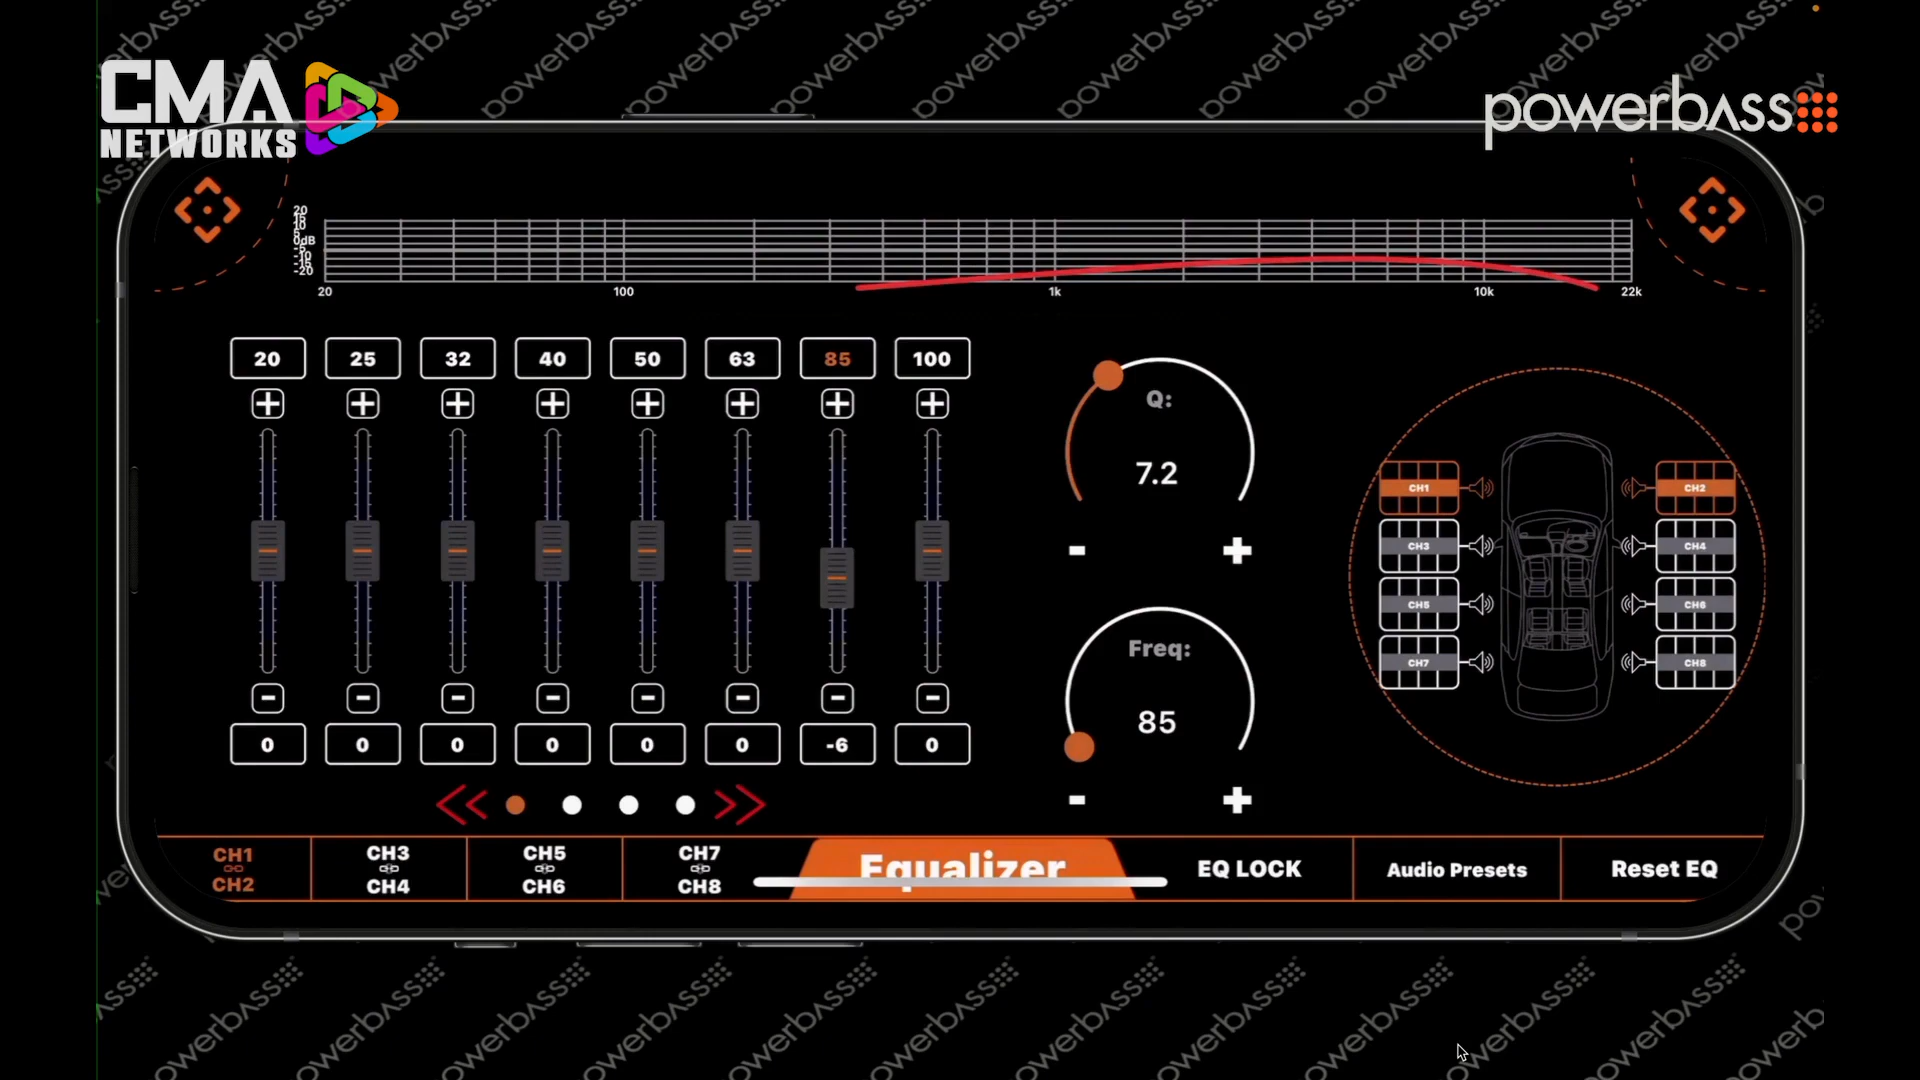 CMA
NETWORKS
powerbass
20
15
10
5
0dB
-5
-10
-15
-20
20 100 1k 10k 22k
20 25 32 40 50 63 85 100
Q:
7.2
CH1 CH2
CH3 CH4
CH5 CH6
CH7 CH8
Freq:
85
0 0 0 0 0 0 -6 0
CH1
CH2
CH3
CH4
CH5
CH6
CH7
CH8
Equalizer
EQ LOCK
Audio Presets
Reset EQ